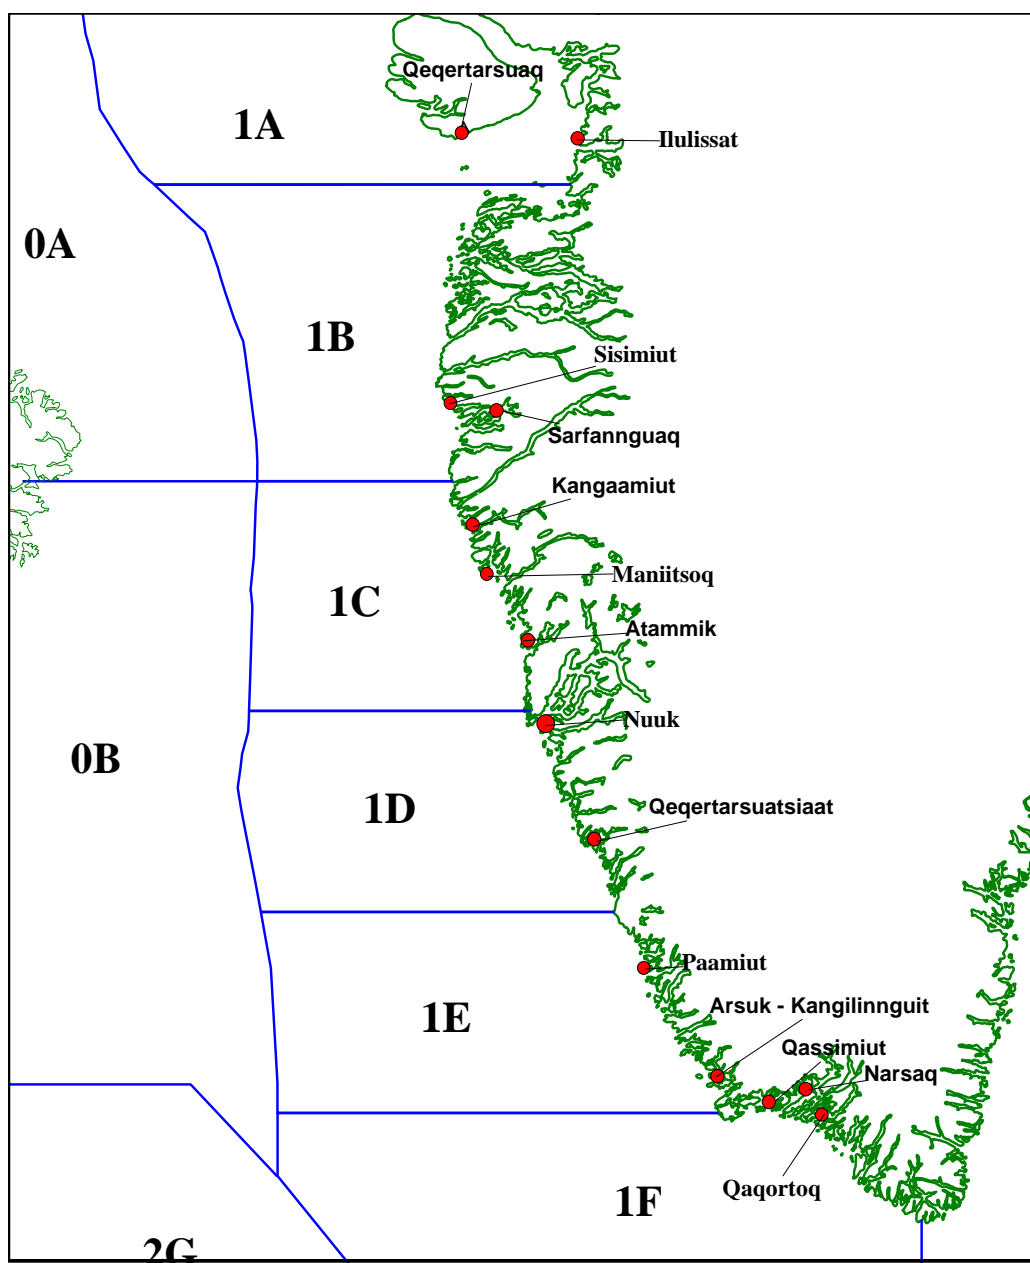 Qeqertarsuaq
1A
Ilulissat
0A
1B
Sisimiut
Sarfannguaq
Kangaamiut
Maniitsoq
1C
Atammik
Nuuk
0B
1D
Qeqertarsuatsiaat
Paamiut
Arsuk - Kangilinnguit
1E
Qassimiut
Narsaq
Qaqortoq
1F
2G